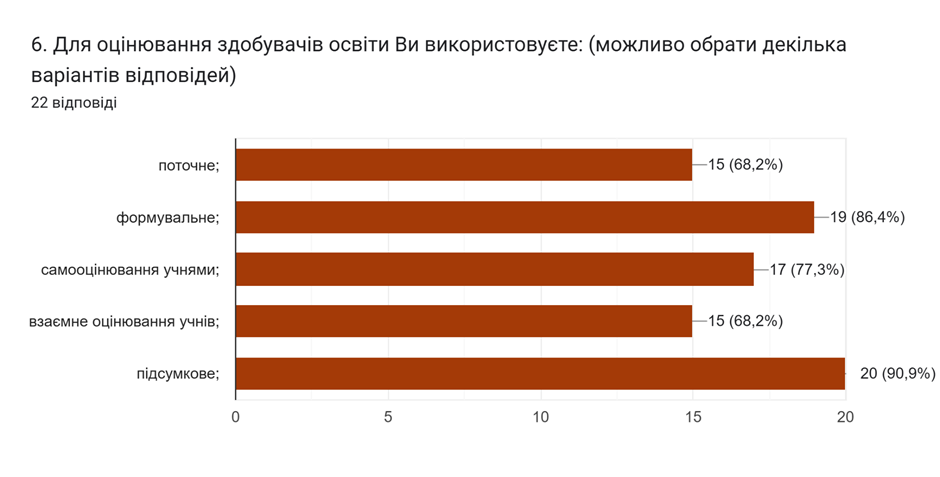 6. Для оцінювання здобувачів освіти Ви використовуєте: (можливо обрати декілька
варіантів відповідей)
22 відповіді
поточне;
15 (68,2%)
формувальне;
19 (86,4%)
самооцінювання учнями;
17 (77,3%)
взаємне оцінювання учнів;
15 (68,2%)
підсумкове;
20 (90,9%)
0 5 10 15 20